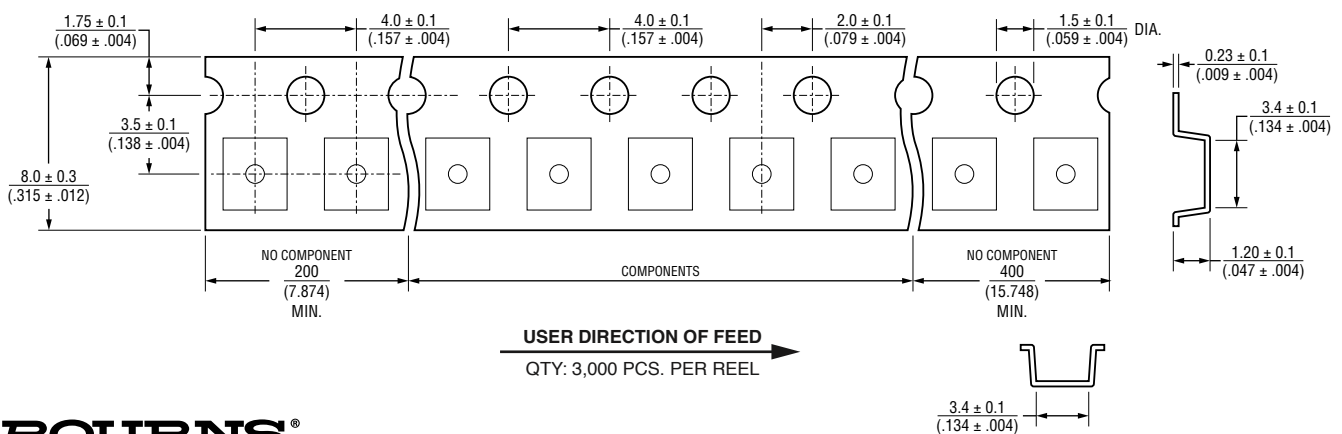 1.75 ± 0.1
(.069 ± .004)
4.0 ± 0.1
(.157 ± .004)
4.0 ± 0.1
(.157 ± .004)
2.0 ± 0.1
(.079 ± .004)
1.5 ± 0.1
(.059 ± .004)
DIA.
0.23 ± 0.1
(.009 ± .004)
3.5 ± 0.1
(.138 ± .004)
3.4 ± 0.1
(.134 ± .004)
8.0 ± 0.3
(.315 ± .012)
1.20 ± 0.1
(.047 ± .004)
NO COMPONENT
200
(7.874)
MIN.
COMPONENTS
NO COMPONENT
400
(15.748)
MIN.
USER DIRECTION OF FEED
QTY: 3,000 PCS. PER REEL
3.4 ± 0.1
(.134 ± .004)
BOURNS®